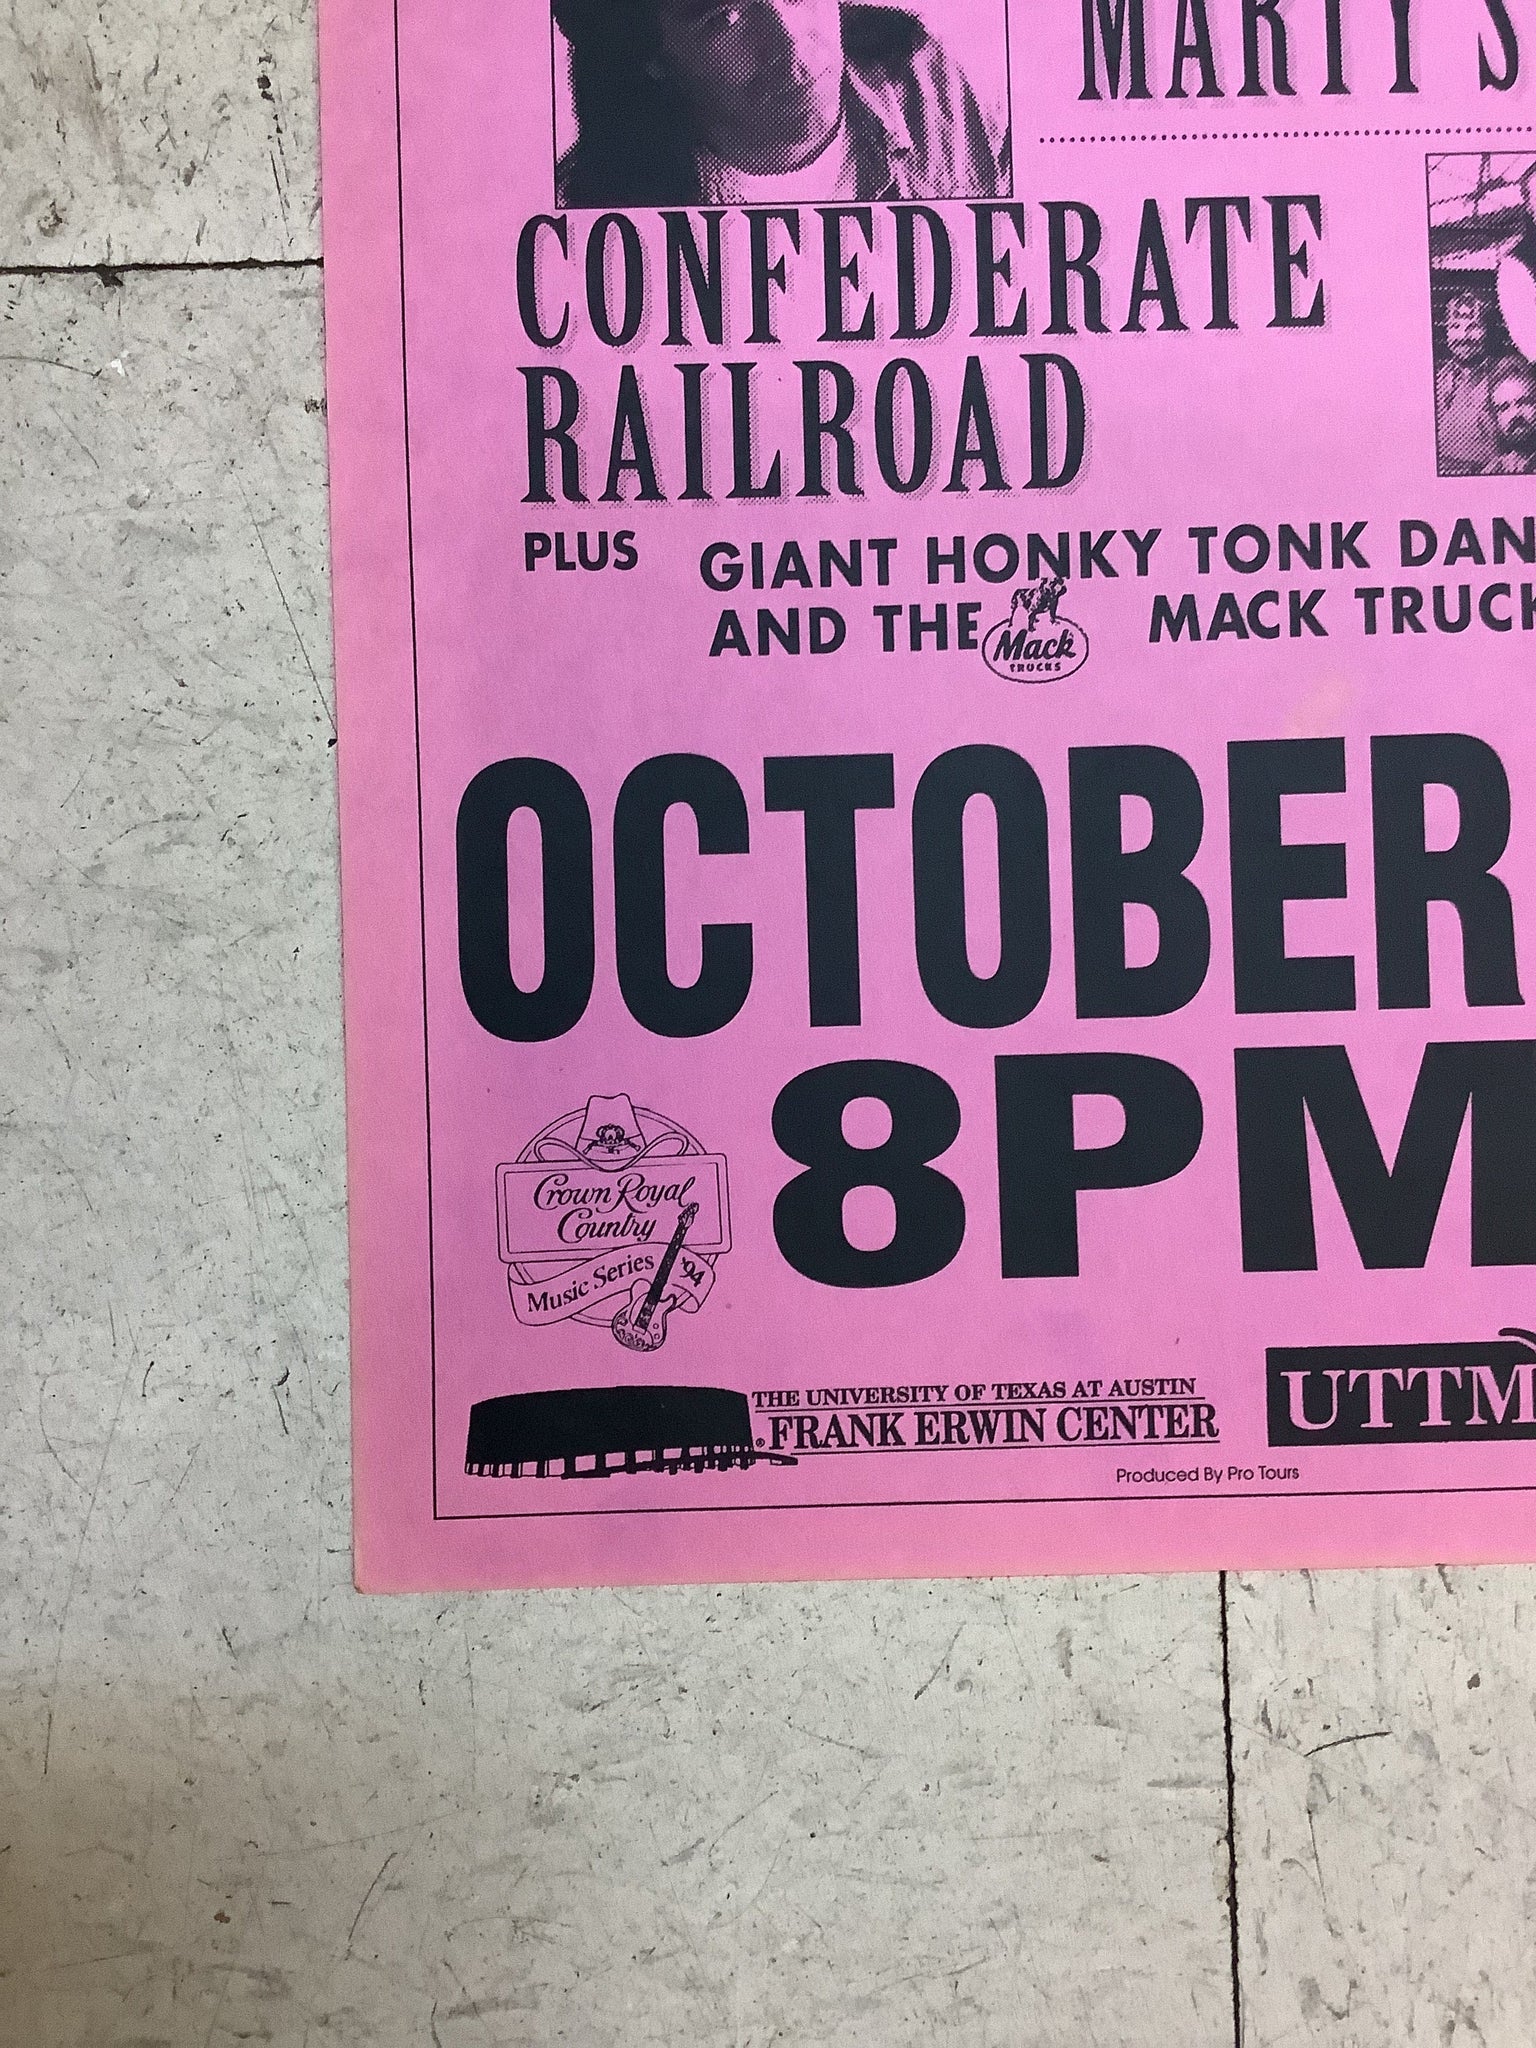 MARTY S
CONFEDERATE
RAILROAD
PLUS GIANT HONKY TONK DAN
AND THE Mack TRUCKS MACK TRUCK
OCTOBER
8PM
Crown Royal
Country
Music Series '94
THE UNIVERSITY OF TEXAS AT AUSTIN
FRANK ERWIN CENTER
UTTM
Produced By Pro Tours